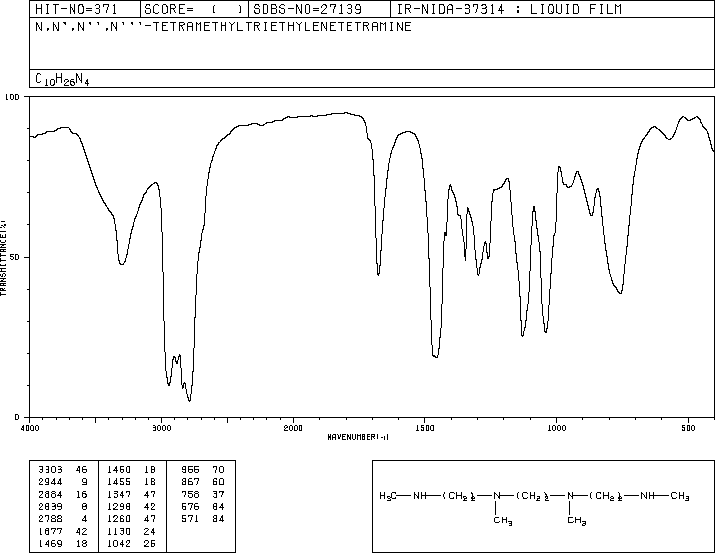 HIT-NO=371 SCORE= ( ) SDBS-NO=27139 IR-NIDA-37314 : LIQUID FILM
N,N',N'',N'''-TETRAMETHYLTRIETHYLENETETRAMINE
C10H26N4
100
50
0
TRANSMITTANCE(%)
4000 3000 2000 1500 1000 500
WAVENUMBER(-1)
3303 46 1460 18 966 70
2944 9 1455 18 867 60
2884 16 1347 47 758 37
2839 8 1298 42 676 84
2788 4 1260 47 571 84
1677 42 1130 24
1469 18 1042 26
H3C—NH—(CH2)2—N—(CH2)2—N—(CH2)2—NH—CH3
CH3 CH3